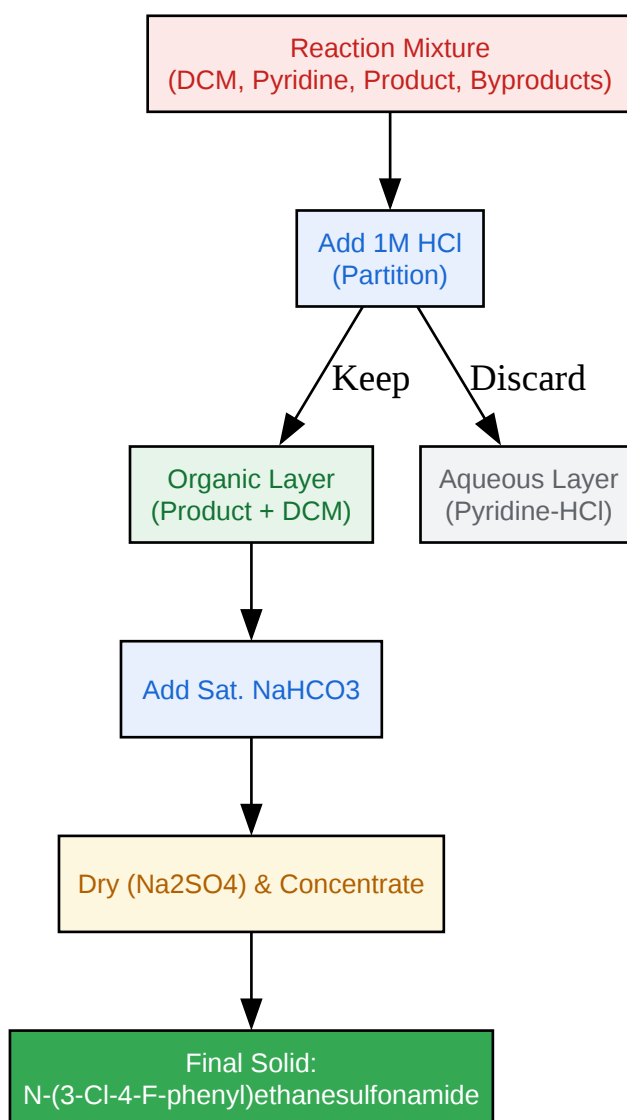 Reaction Mixture
(DCM, Pyridine, Product, Byproducts)
Add 1M HCl
(Partition)
Keep
Discard
Organic Layer
(Product + DCM)
Aqueous Layer
(Pyridine-HCl)
Add Sat. NaHCO3
Dry (Na2SO4) & Concentrate
Final Solid:
N-(3-Cl-4-F-phenyl)ethanesulfonamide